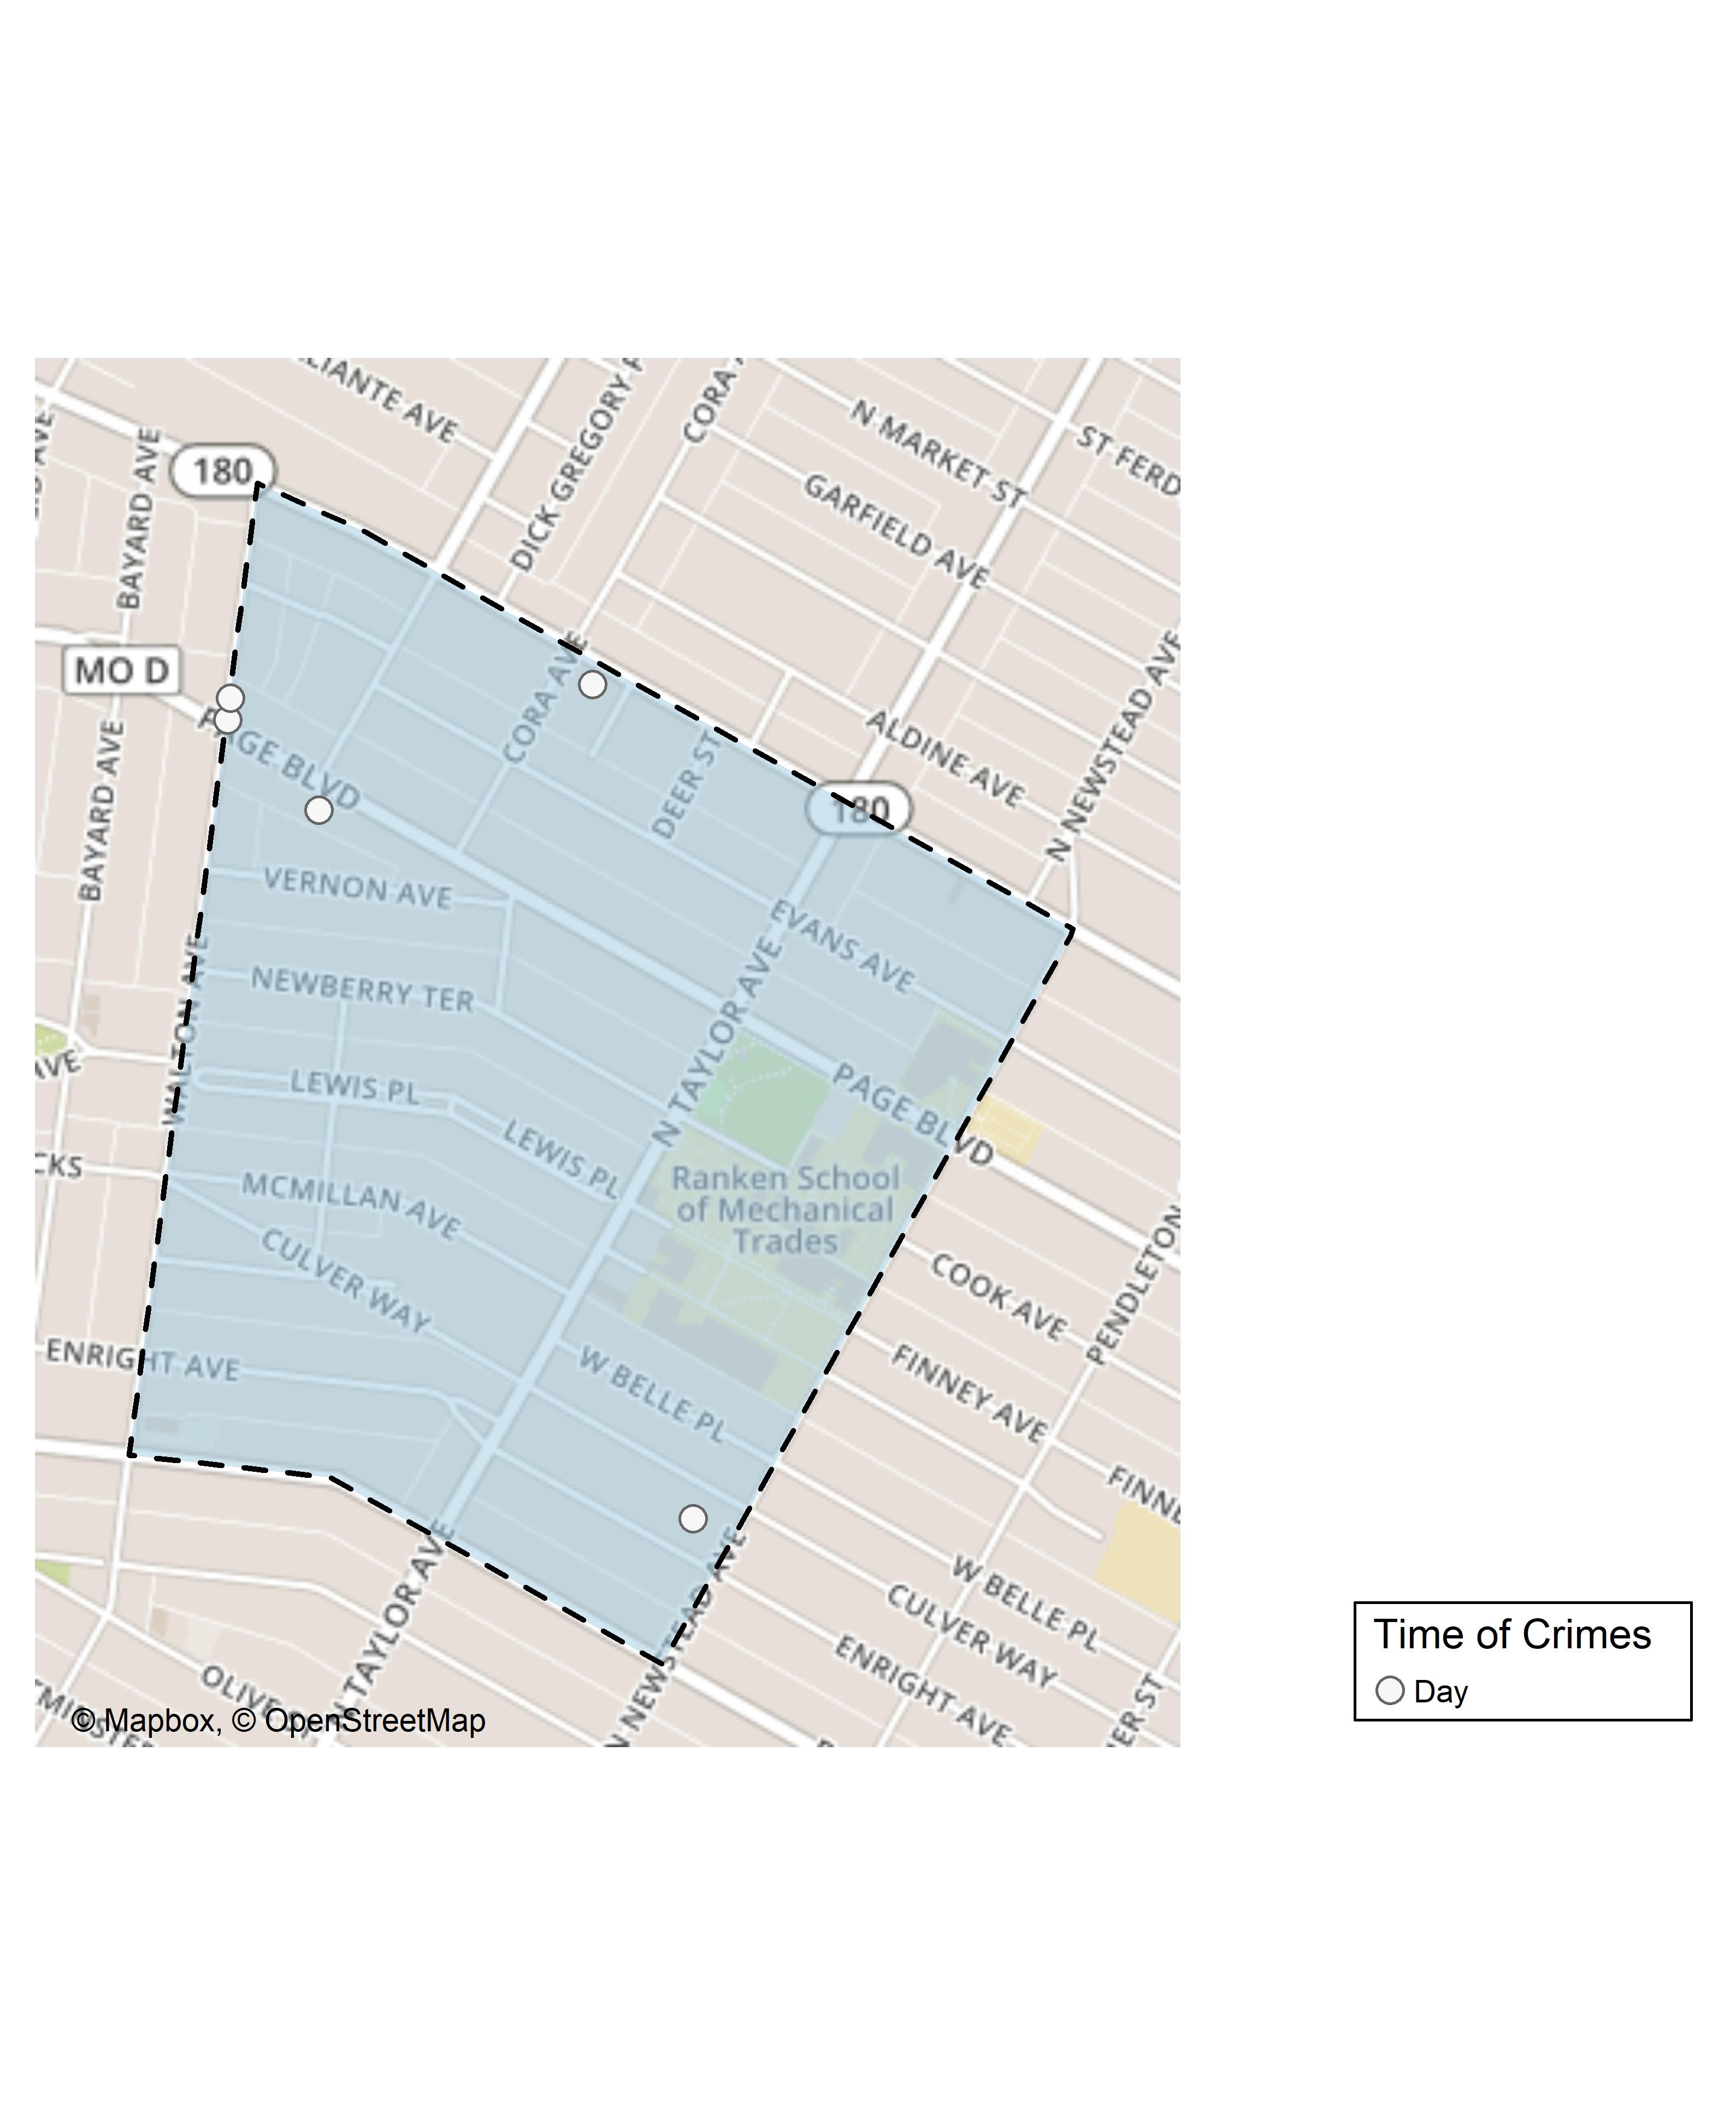 N MARKET ST
ST FERD
GARFIELD AVE
LIANTE AVE
DICK GREGORY P
CORA
BAYARD AVE
180
MO D
CORA AVE
N NEWSTEAD AVE
ALDINE AVE
PAGE BLVD
DEER ST
BAYARD AVE
180
VERNON AVE
EVANS AVE
N TAYLOR AVE
WALTON AVE
NEWBERRY TER
AVE
LEWIS PL
PAGE BLVD
LEWIS PL
CKS
MCMILLAN AVE
Ranken School
of Mechanical
Trades
CULVER WAY
COOK AVE
PENDLETON
ENRIGHT AVE
W BELLE PL
FINNEY AVE
FINNE
N TAYLOR AVE
N NEWSTEAD AVE
W BELLE PL
CULVER WAY
ENRIGHT AVE
OLIVE
© Mapbox, © OpenStreetMap
Time of Crimes
Day